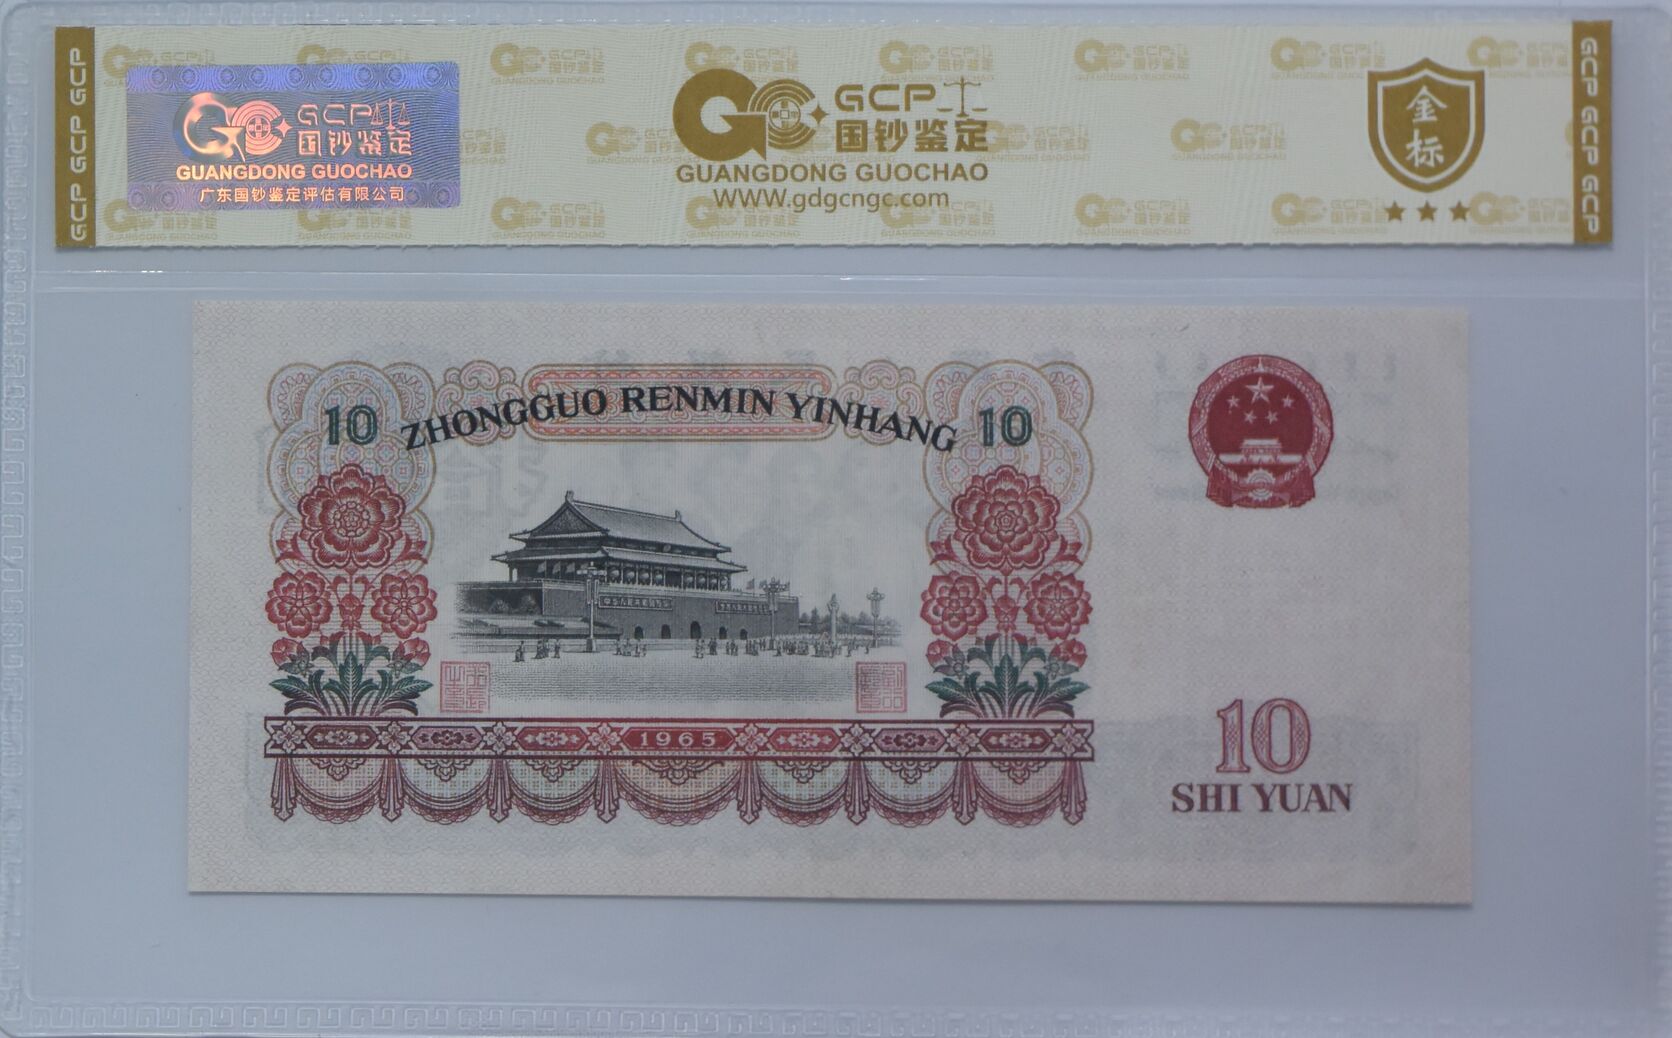 GCP GCP
GCP
国钞鉴定
GUANGDONG GUOCHAO
广东国钞鉴定评估有限公司
GCP
国钞鉴定
GUANGDONG GUOCHAO
www.gdgcngc.com
金
标
GCP GCP
10 ZHONGGUO RENMIN YINHANG 10
1965
10
SHI YUAN